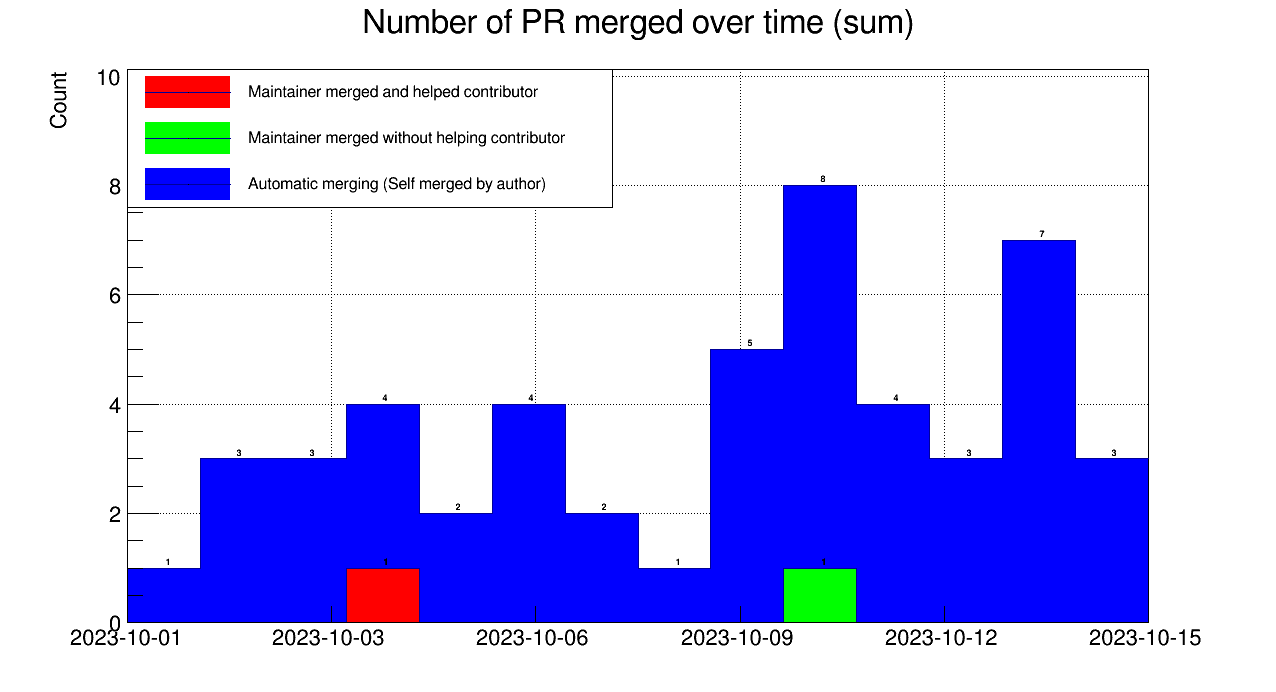 Number of PR merged over time (sum)
Count
10
8
6
4
2
0
Maintainer merged and helped contributor
Maintainer merged without helping contributor
Automatic merging (Self merged by author)
1 3 3 4 2 4 2 1 5 8 4 3 7 3
1 1
2023-10-01 2023-10-03 2023-10-06 2023-10-09 2023-10-12 2023-10-15